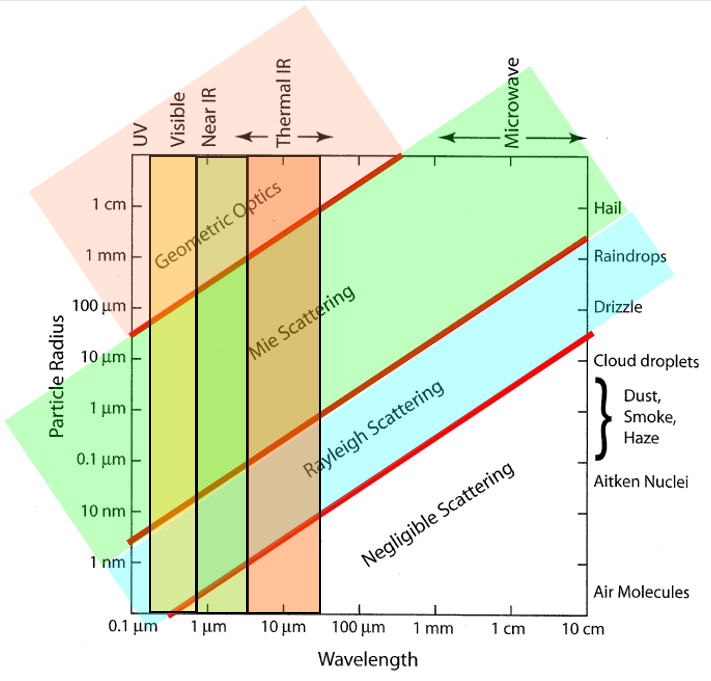 UV
Visible
Near IR
Thermal IR
Microwave
Geometric Optics
Mie Scattering
Rayleigh Scattering
Negligible Scattering
Particle Radius
1 cm
1 mm
100 µm
10 µm
1 µm
0.1 µm
10 nm
1 nm
Hail
Raindrops
Drizzle
Cloud droplets
Dust,
Smoke,
Haze
Aitken Nuclei
Air Molecules
0.1 µm
1 µm
10 µm
100 µm
1 mm
1 cm
10 cm
Wavelength